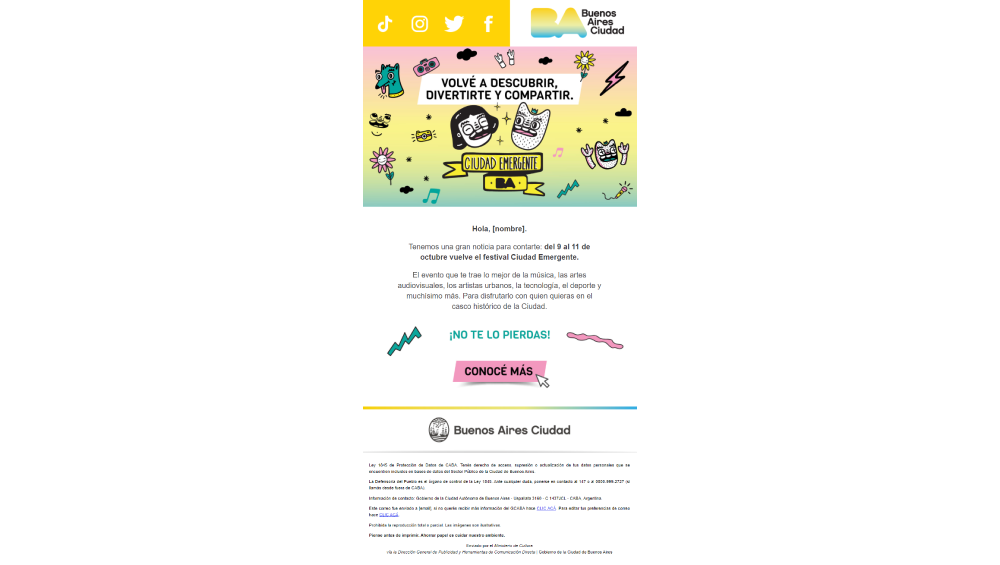 BA Buenos
Aires
Ciudad
VOLVÉ A DESCUBRIR,
DIVERTIRTE Y COMPARTIR.
CIUDAD EMERGENTE
BA
Hola, [nombre].
Tenemos una gran noticia para contarte: del 9 al 11 de
octubre vuelve el festival Ciudad Emergente.
El evento que te trae lo mejor de la música, las artes
audiovisuales, los artistas urbanos, la tecnología, el deporte y
muchísimo más. Para disfrutarlo con quien quieras en el
casco histórico de la Ciudad.
¡NO TE LO PIERDAS!
CONOCÉ MÁS
Buenos Aires Ciudad
Ley 1845 de Protección de Datos de CABA. Tenés derecho de acceso, supresión o actualización de tus datos personales que se
encuentren incluidos en bases de datos del Sector Público de la Ciudad de Buenos Aires.
La Defensoría del Pueblo es el órgano de control de la Ley 1845. Ante cualquier duda, ponerse en contacto al 147 o al 0800-999-2727 (si
llamás desde fuera de CABA).
Información de contacto: Gobierno de la Ciudad Autónoma de Buenos Aires - Uspallata 3160 - C 1437JCL - CABA, Argentina
Este correo fue enviado a [email], si no querés recibir más información del GCABA hacé CLIC ACÁ. Para editar tus preferencias de correo
hacé CLIC ACÁ.
Prohibida la reproducción total o parcial. Las imágenes son ilustrativas.
Pienso antes de imprimir. Ahorrar papel es cuidar nuestro ambiente.
Enviado por el Ministerio de Cultura
Vía la Dirección General de Publicidad y Herramientas de Comunicación Directa | Gobierno de la Ciudad de Buenos Aires